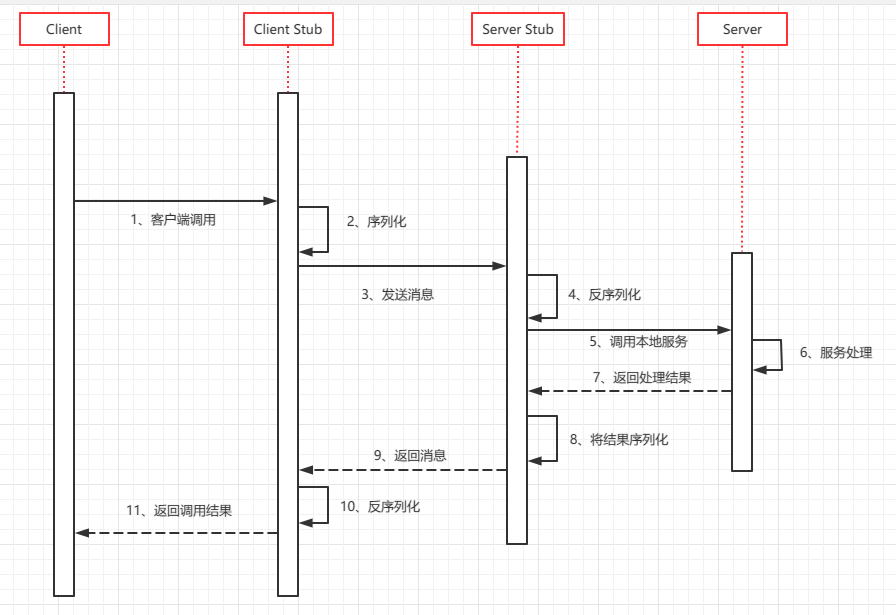 Client
Client Stub
Server Stub
Server
1、客户端调用
2、序列化
3、发送消息
4、反序列化
5、调用本地服务
6、服务处理
7、返回处理结果
8、将结果序列化
9、返回消息
10、反序列化
11、返回调用结果